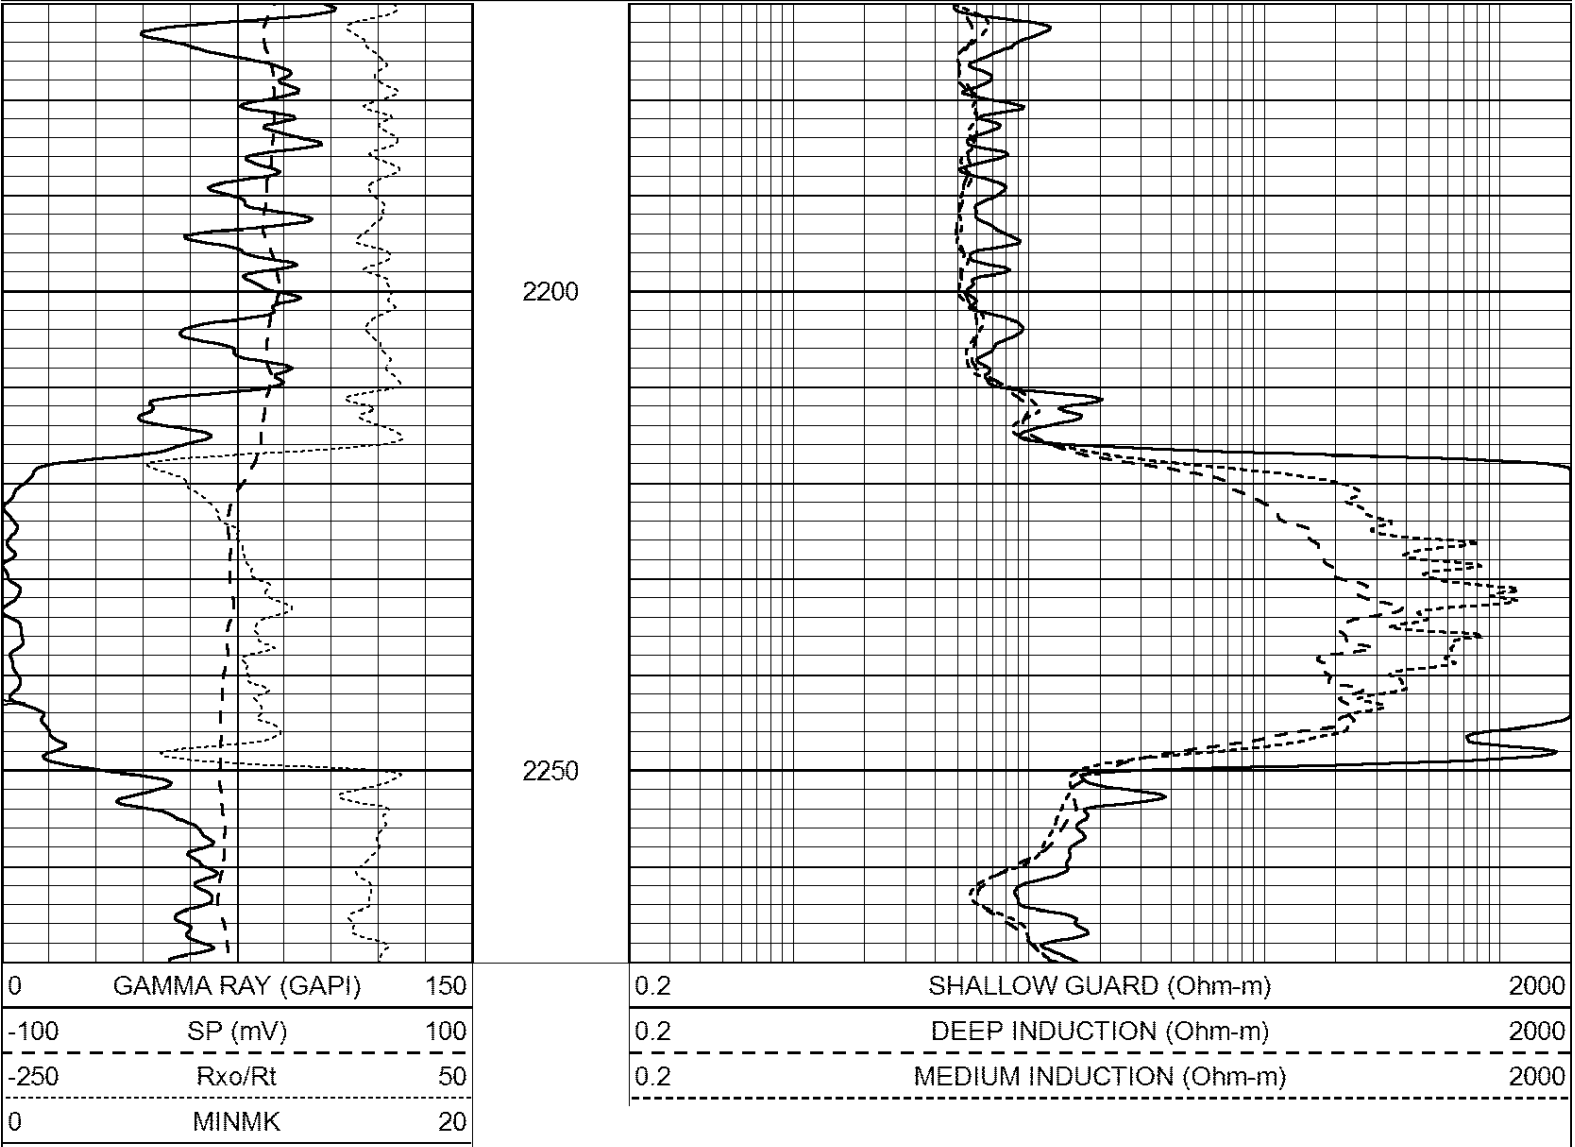 2200
2250
0 GAMMA RAY (GAPI) 150
0.2 SHALLOW GUARD (Ohm-m) 2000
-100 SP (mV) 100
0.2 DEEP INDUCTION (Ohm-m) 2000
-250 Rxo/Rt 50
0.2 MEDIUM INDUCTION (Ohm-m) 2000
0 MINMK 20